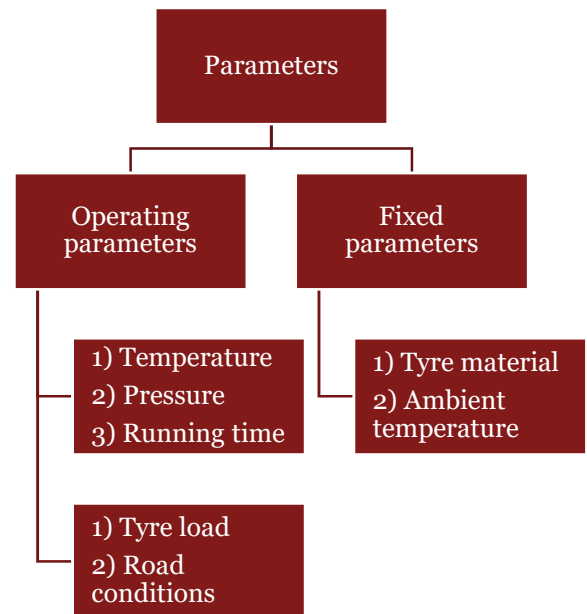 Parameters
Operating
parameters
Fixed
parameters
1) Temperature
2) Pressure
3) Running time
1) Tyre material
2) Ambient
temperature
1) Tyre load
2) Road
conditions